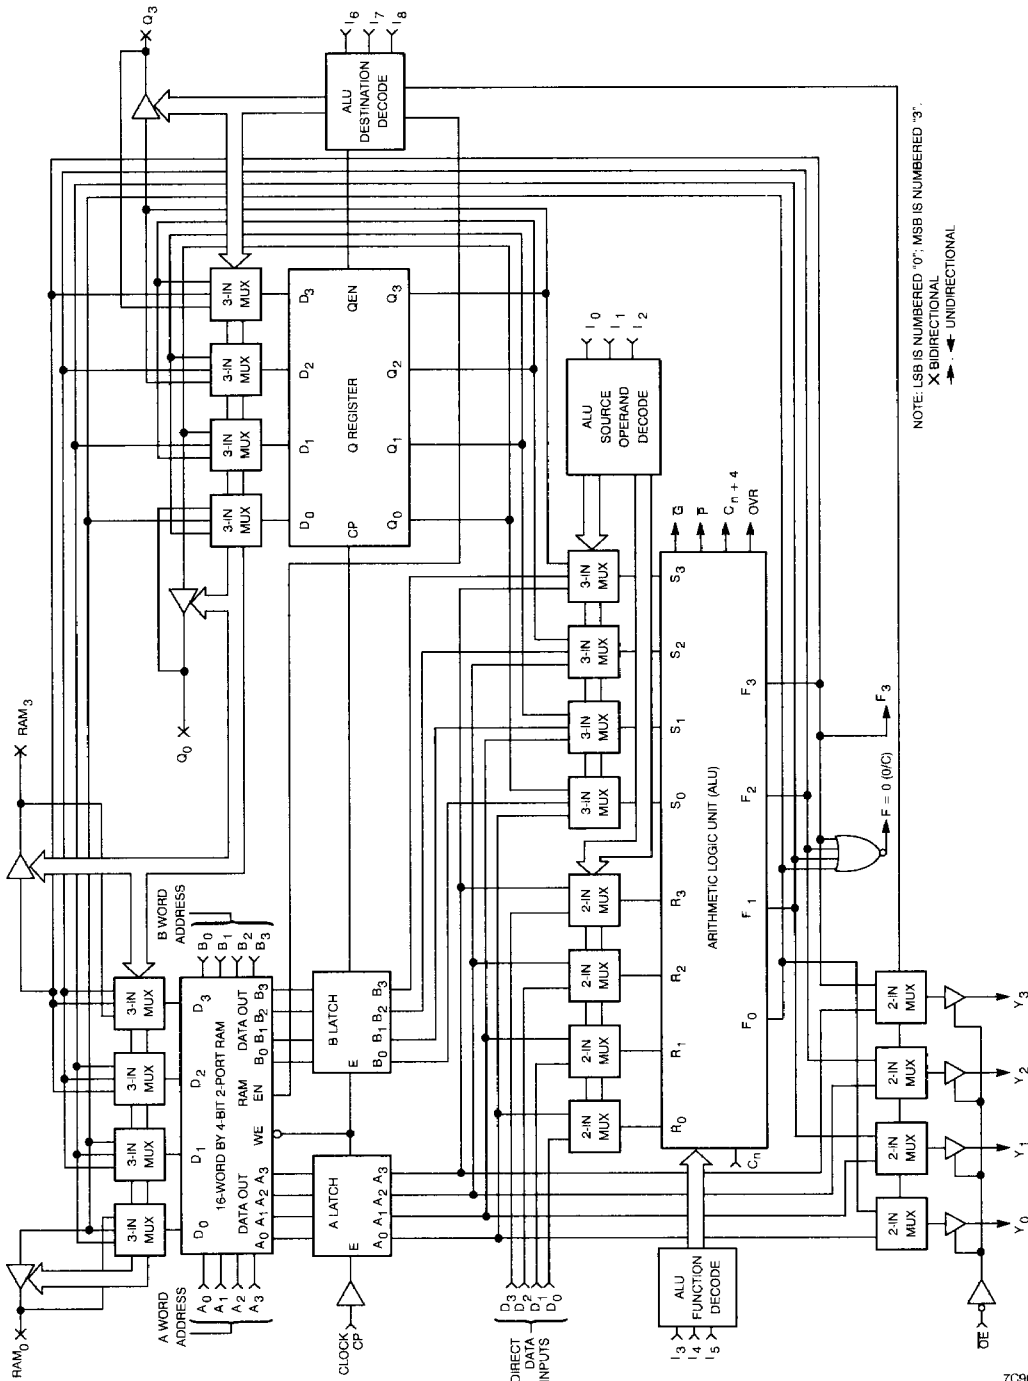 Q3
I6
I7
I8
ALU
DESTINATION
DECODE
RAM3
Q0
3-IN
MUX
3-IN
MUX
3-IN
MUX
3-IN
MUX
D0
D1
D2
D3
CP
Q REGISTER
QEN
Q0
Q1
Q2
Q3
RAM0
3-IN
MUX
3-IN
MUX
3-IN
MUX
3-IN
MUX
B WORD
ADDRESS
B0
B1
B2
B3
A WORD
ADDRESS
A0
A1
A2
A3
D0
D1
D2
D3
16-WORD BY 4-BIT 2-PORT RAM
DATA OUT
WE
RAM
EN
DATA OUT
A0 A1 A2 A3
B0 B1 B2 B3
CLOCK
CP
E
A LATCH
A0 A1 A2 A3
E
B LATCH
B0 B1 B2 B3
I0
I1
I2
ALU
SOURCE
OPERAND
DECODE
DIRECT
DATA
INPUTS
D3
D2
D1
D0
2-IN
MUX
2-IN
MUX
2-IN
MUX
2-IN
MUX
3-IN
MUX
3-IN
MUX
3-IN
MUX
3-IN
MUX
R0
R1
R2
R3
S0
S1
S2
S3
ARITHMETIC LOGIC UNIT (ALU)
G̅
P̅
Cn + 4
OVR
I3
I4
I5
ALU
FUNCTION
DECODE
Cn
F0
F1
F2
F3
F = 0 (0/C)
F3
2-IN
MUX
2-IN
MUX
2-IN
MUX
2-IN
MUX
O̅E̅
Y0
Y1
Y2
Y3
NOTE: LSB IS NUMBERED "0"; MSB IS NUMBERED "3".
BIDIRECTIONAL
UNIDIRECTIONAL